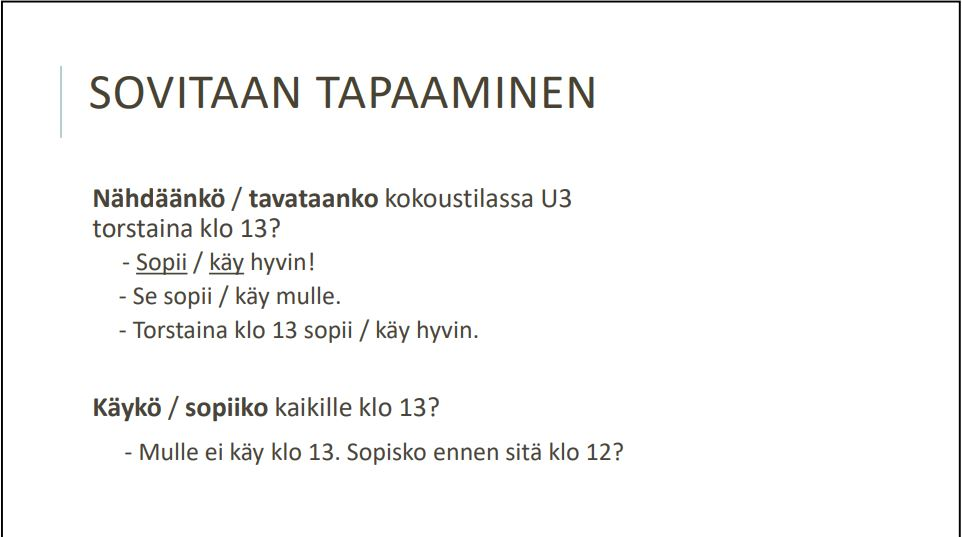 SOVITAAN TAPAAMINEN
Nähdäänkö / tavataanko kokoustilassa U3
torstaina klo 13?
- Sopii / käy hyvin!
- Se sopii / käy mulle.
- Torstaina klo 13 sopii / käy hyvin.
Käykö / sopiiko kaikille klo 13?
- Mulle ei käy klo 13. Sopisko ennen sitä klo 12?